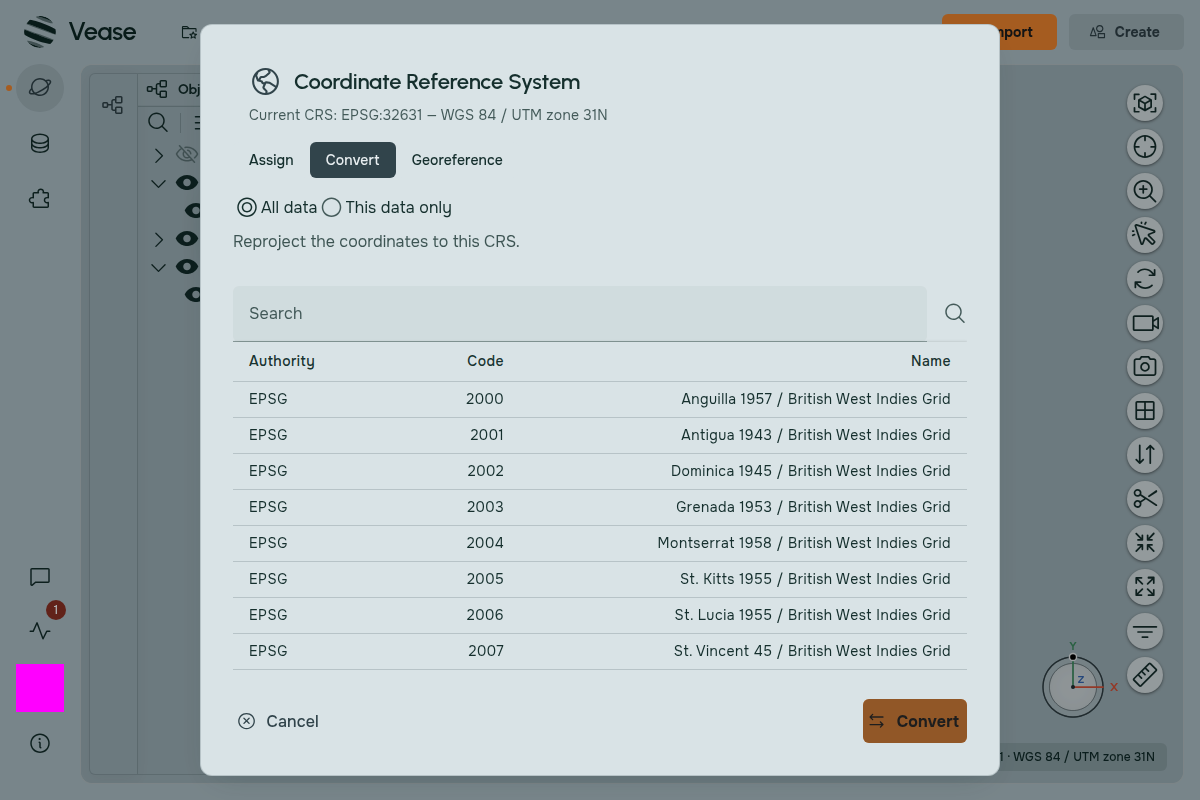 Vease
Create
Coordinate Reference System
Current CRS: EPSG:32631 — WGS 84 / UTM zone 31N
Assign
Convert
Georeference
All data
This data only
Reproject the coordinates to this CRS.
Search
Authority Code Name
EPSG 2000 Anguilla 1957 / British West Indies Grid
EPSG 2001 Antigua 1943 / British West Indies Grid
EPSG 2002 Dominica 1945 / British West Indies Grid
EPSG 2003 Grenada 1953 / British West Indies Grid
EPSG 2004 Montserrat 1958 / British West Indies Grid
EPSG 2005 St. Kitts 1955 / British West Indies Grid
EPSG 2006 St. Lucia 1955 / British West Indies Grid
EPSG 2007 St. Vincent 45 / British West Indies Grid
1
Y
Z
X
Cancel
Convert
1 · WGS 84 / UTM zone 31N